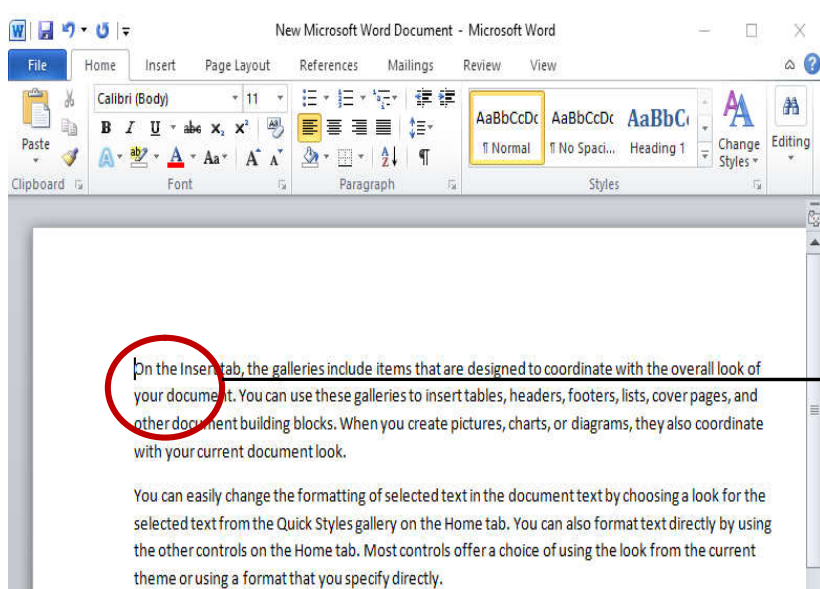 New Microsoft Word Document - Microsoft Word
File Home Insert Page Layout References Mailings Review View
Calibri (Body) 11
Paste
B I U abc X₂ X²
A ab A Aa A A
AaBbCcDc AaBbCcDc AaBbC
¶ Normal ¶ No Spaci... Heading 1
Change Styles
Editing
Clipboard Font Paragraph Styles
On the Insert tab, the galleries include items that are designed to coordinate with the overall look of
your document. You can use these galleries to insert tables, headers, footers, lists, cover pages, and
other document building blocks. When you create pictures, charts, or diagrams, they also coordinate
with your current document look.
You can easily change the formatting of selected text in the document text by choosing a look for the
selected text from the Quick Styles gallery on the Home tab. You can also format text directly by using
the other controls on the Home tab. Most controls offer a choice of using the look from the current
theme or using a format that you specify directly.